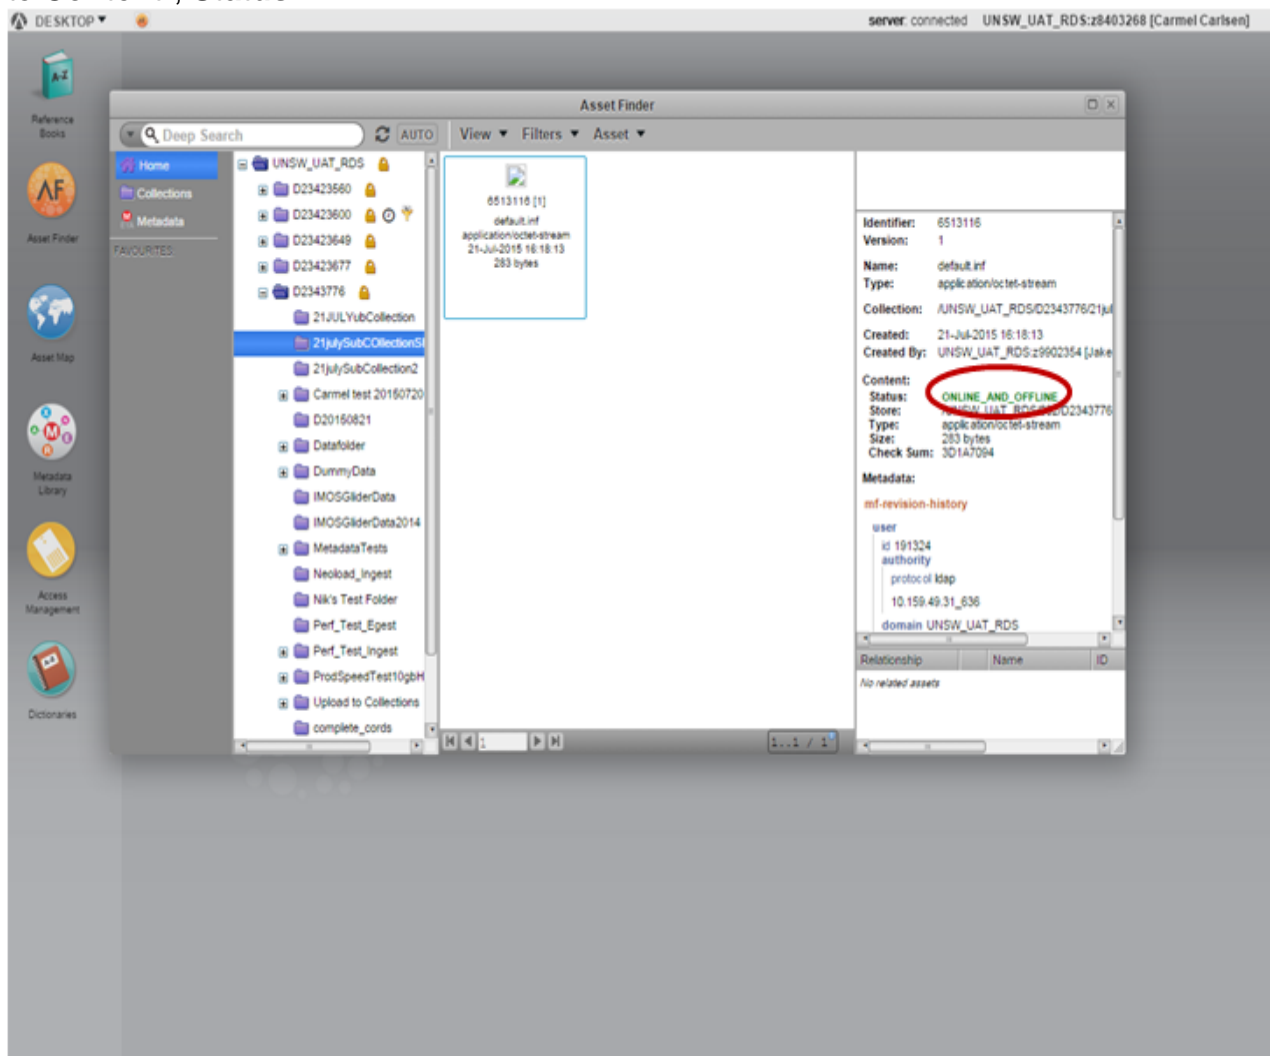 DESKTOP
server: connected UNSW_UAT_RDS:z8403268 [Carmel Carlsen]
A-Z
Reference
Books
AF
Asset Finder
Asset Map
Metadata
Library
Access
Management
Dictionaries
Asset Finder
Deep Search
AUTO
View Filters Asset
Home
Collections
Metadata
FAVOURITES
UNSW_UAT_RDS
D23423560
D23423600
D23423649
D23423677
D2343776
21JULYubCollection
21julySubCOllectionS
21julySubCollection2
Carmel test 20150720
D20150821
Datafolder
DummyData
IMOSGliderData
IMOSGliderData2014
MetadataTests
Neoload_Ingest
Nik's Test Folder
Perf_Test_Egest
Perf_Test_Ingest
ProdSpeedTest10gbH
Upload to Collections
complete_cords
6513116 [1]
default.inf
application/octet-stream
21-Jul-2015 16:18:13
283 bytes
1
1..1 / 1
Identifier: 6513116
Version: 1
Name: default.inf
Type: application/octet-stream
Collection: /UNSW_UAT_RDS/D2343776/21jul
Created: 21-Jul-2015 16:18:13
Created By: UNSW_UAT_RDS:z9902354 [Jake
Content:
Status: ONLINE_AND_OFFLINE
Store:
Type: application/octet-stream
Size: 283 bytes
Check Sum: 3D1A7094
Metadata:
mf-revision-history
user
id 191324
authority
protocol ldap
10.159.49.31_636
domain UNSW_UAT_RDS
Relationship Name ID
No related assets